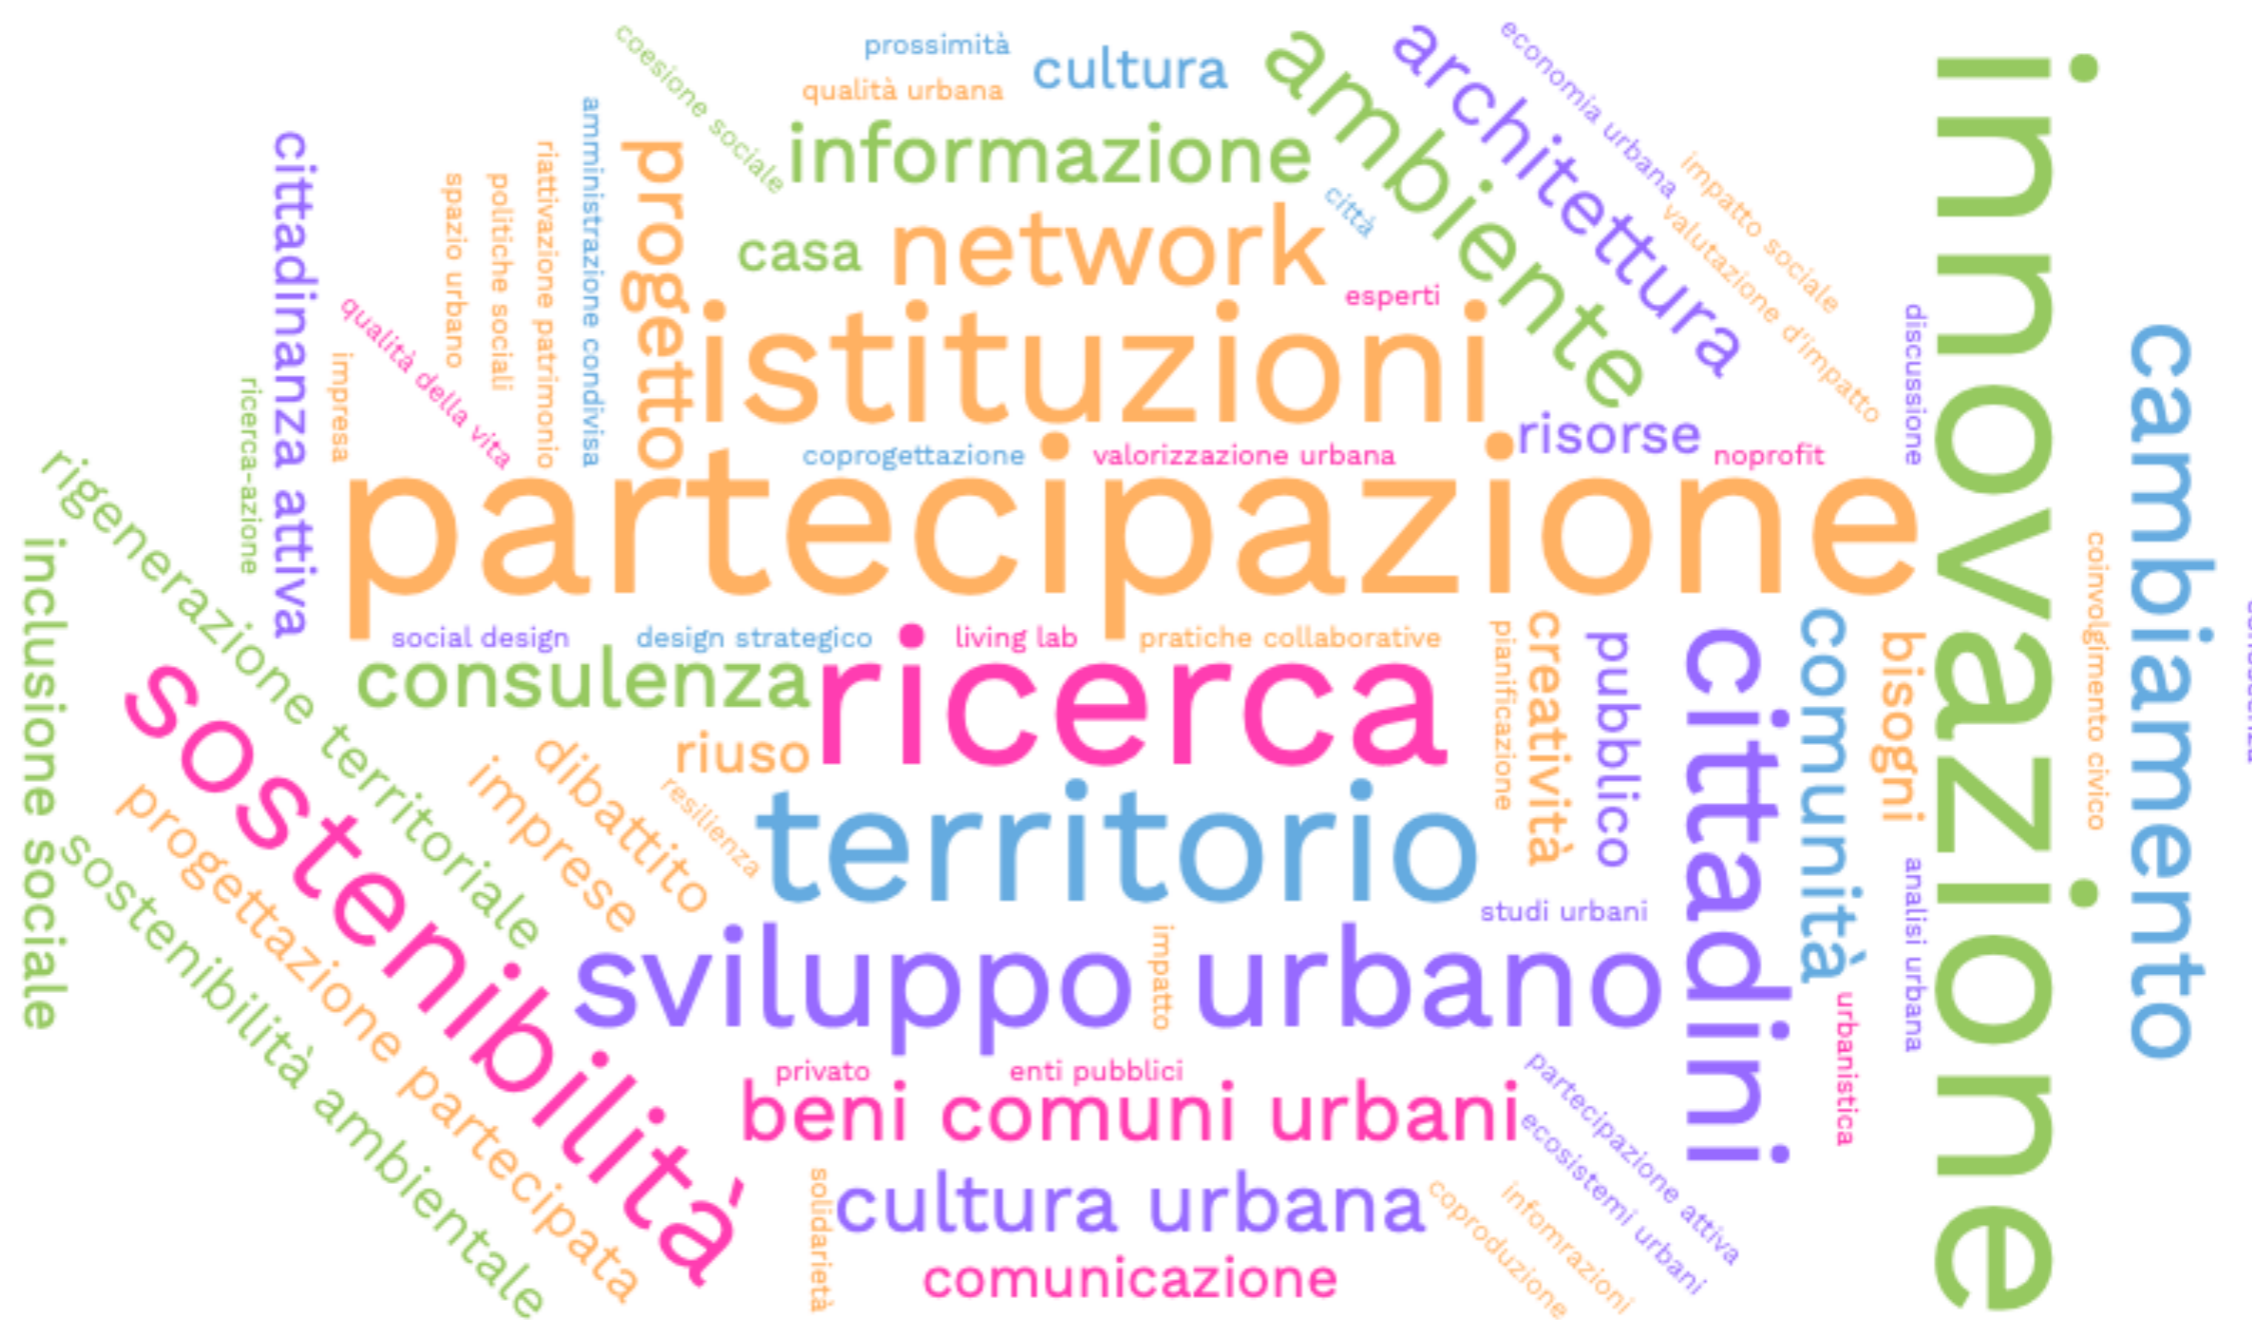 coesione sociale
prossimità
cultura
qualità urbana
ambiente
architettura
economia urbana
impatto sociale
valutazione d'impatto
innovazione
cambiamento
informazione
città
casa
network
esperti
progetto
amministrazione condivisa
riattivazione patrimonio
politiche sociali
spazio urbano
cittadinanza attiva
qualità della vita
impresa
ricerca-azione
istituzioni
discussione
risorse
noprofit
coprogettazione
valorizzazione urbana
partecipazione
rigenerazione territoriale
inclusione sociale
social design
design strategico
living lab
pratiche collaborative
pianificazione
creatività
pubblico
cittadini
comunità
bisogni
coinvolgimento civico
consulenza
ricerca
sostenibilità
riuso
dibattito
imprese
resilienza
territorio
progettazione partecipata
sostenibilità ambientale
studi urbani
analisi urbana
sviluppo urbano
impatto
urbanistica
privato
enti pubblici
beni comuni urbani
partecipazione attiva
ecosistemi urbani
solidarietà
cultura urbana
coproduzione
infomrazioni
comunicazione